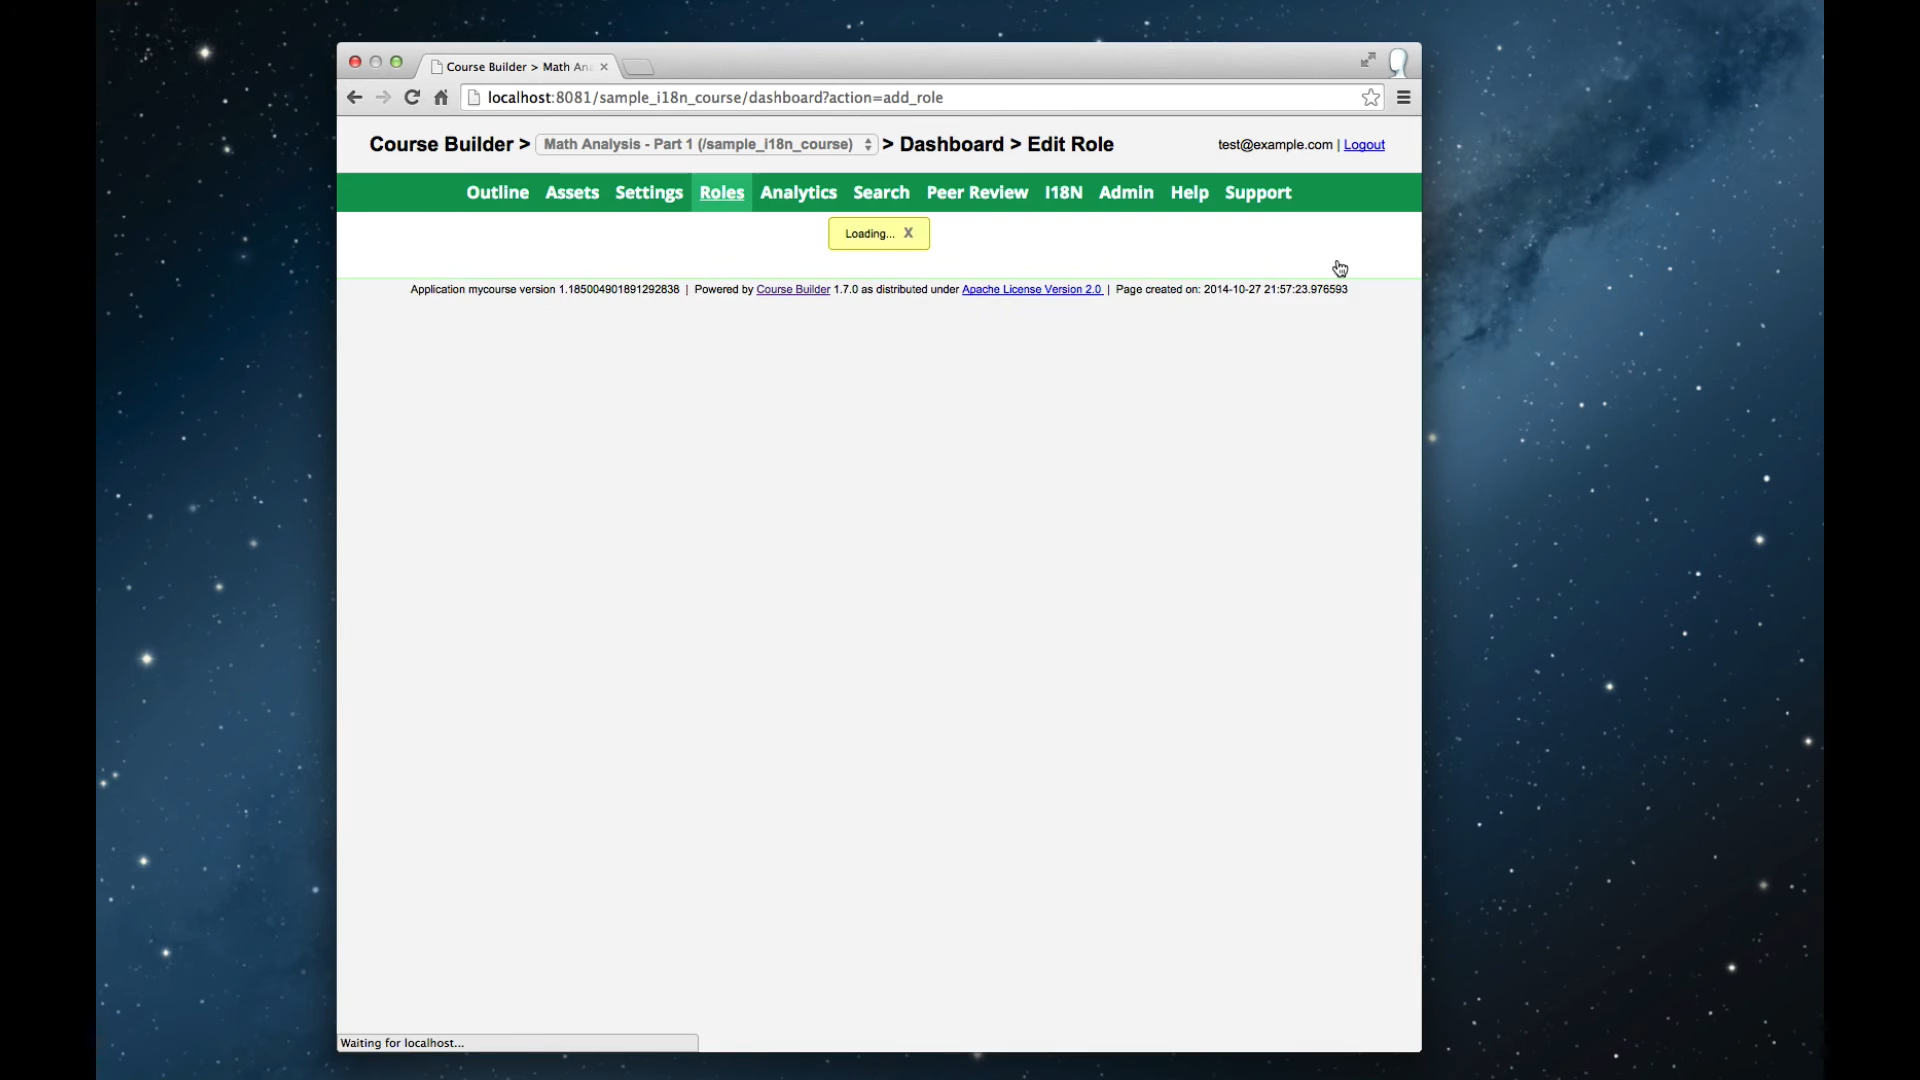 Course Builder > Math An
localhost:8081/sample_i18n_course/dashboard?action=add_role
Course Builder > Math Analysis - Part 1 (/sample_i18n_course) > Dashboard > Edit Role test@example.com | Logout
Outline Assets Settings Roles Analytics Search Peer Review I18N Admin Help Support
Loading... X
Application mycourse version 1.185004901891292838 | Powered by Course Builder 1.7.0 as distributed under Apache License Version 2.0 | Page created on: 2014-10-27 21:57:23.976593
Waiting for localhost...